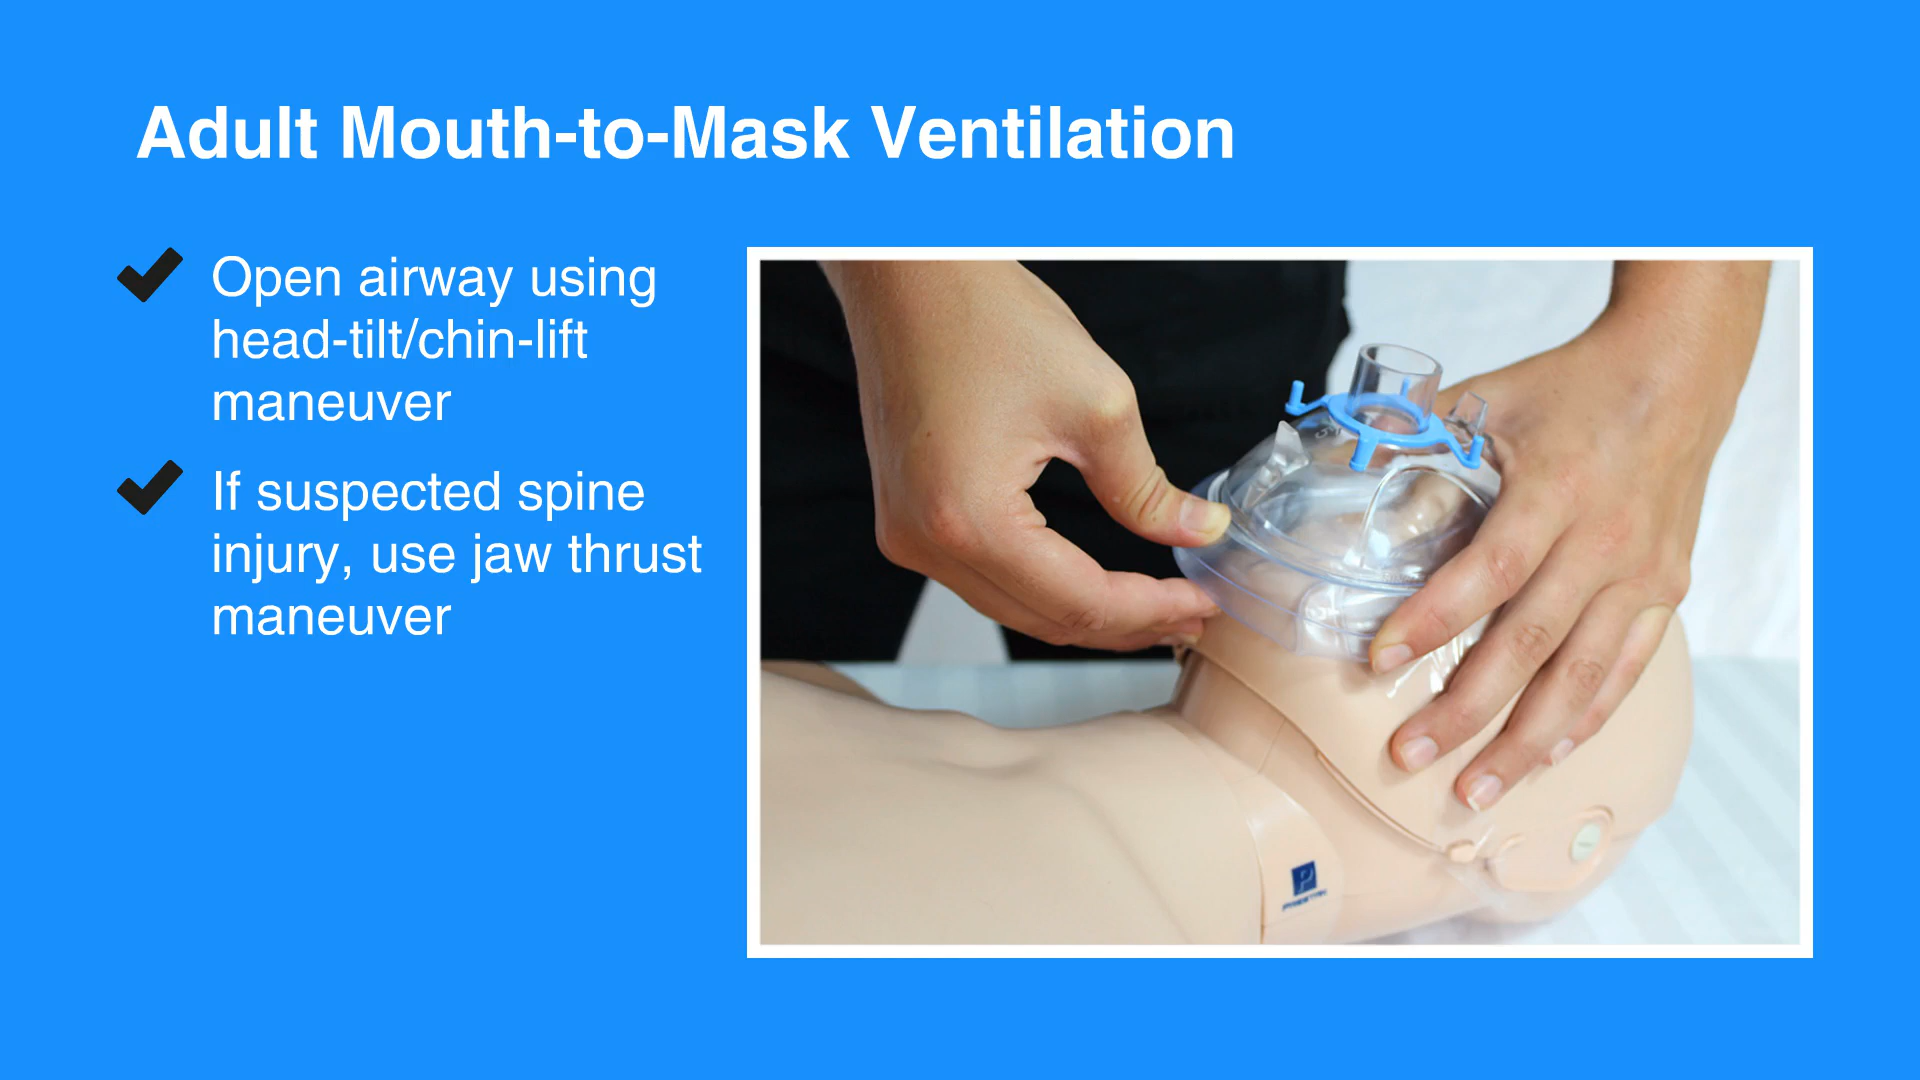 Adult Mouth-to-Mask Ventilation
Open airway using
head-tilt/chin-lift
maneuver
If suspected spine
injury, use jaw thrust
maneuver